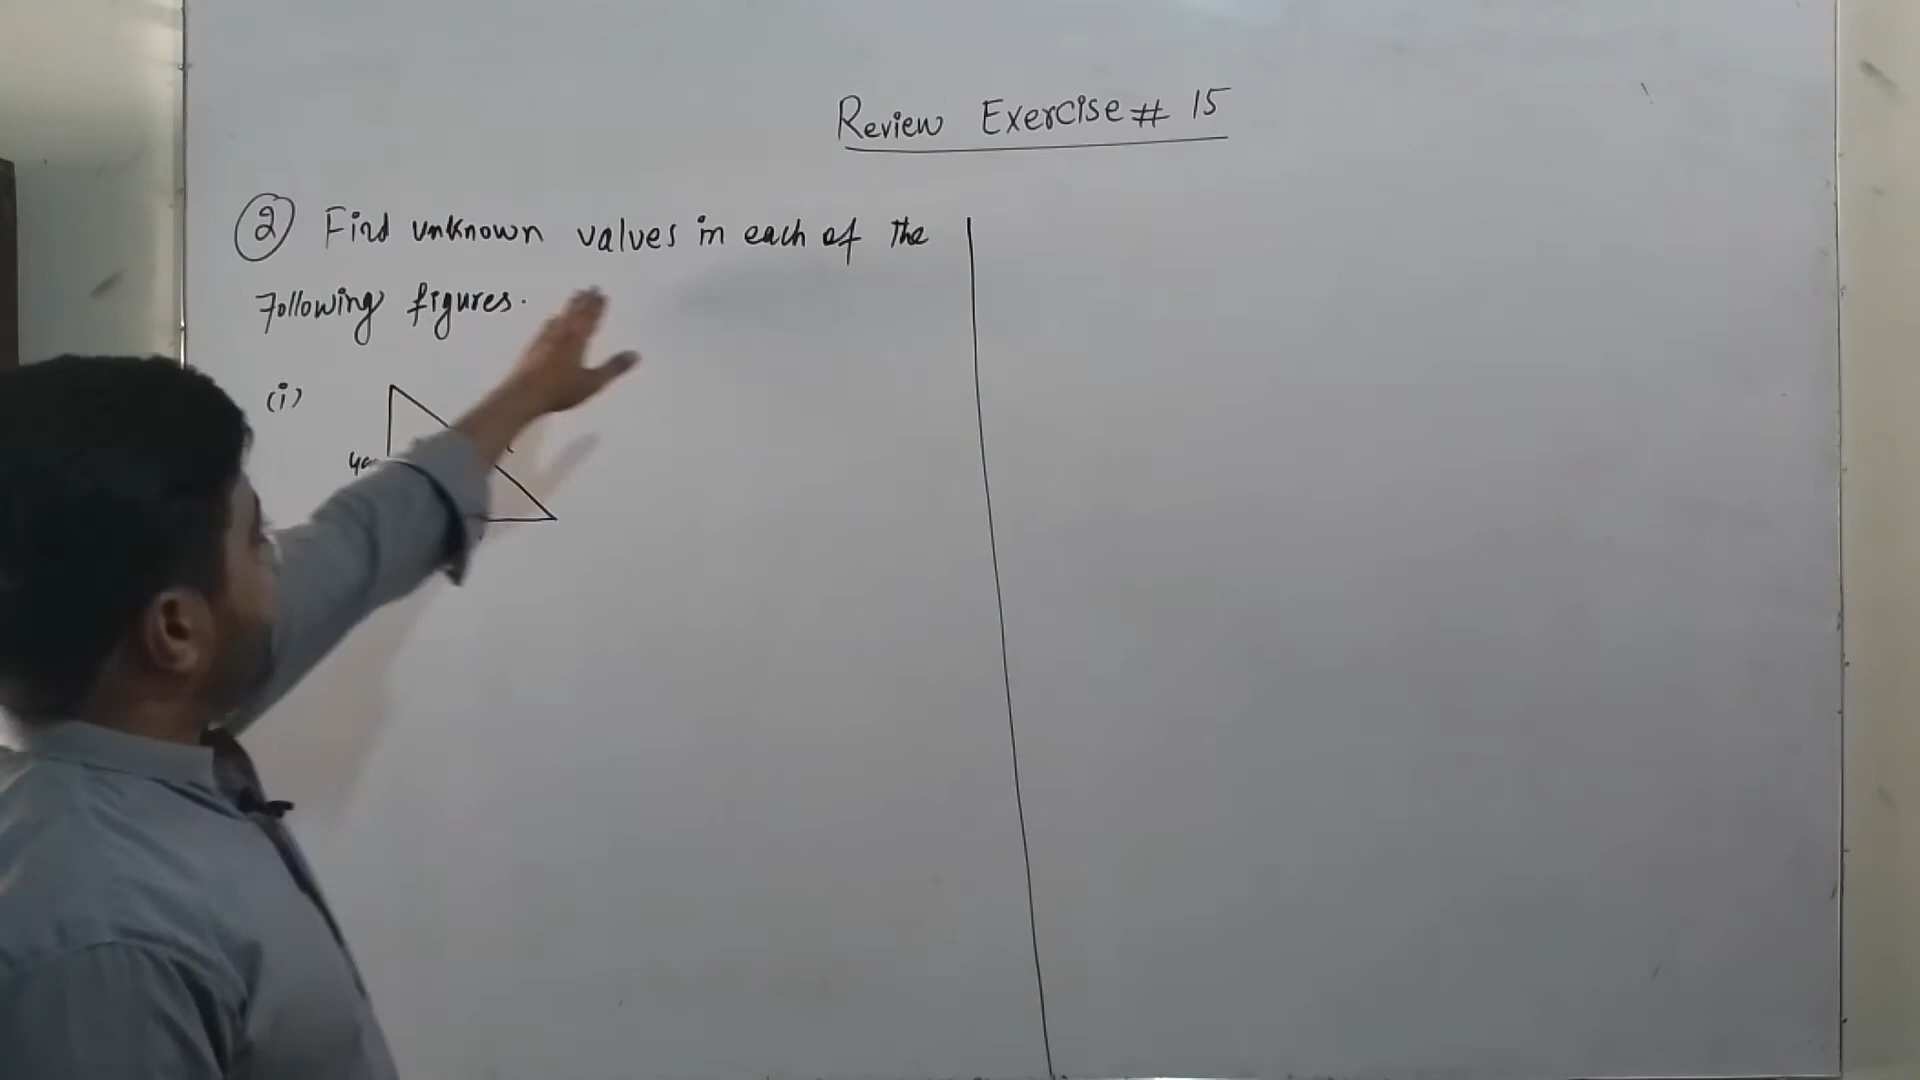 Review Exercise # 15
② Find unknown values in each of the
Following figures.
(i)